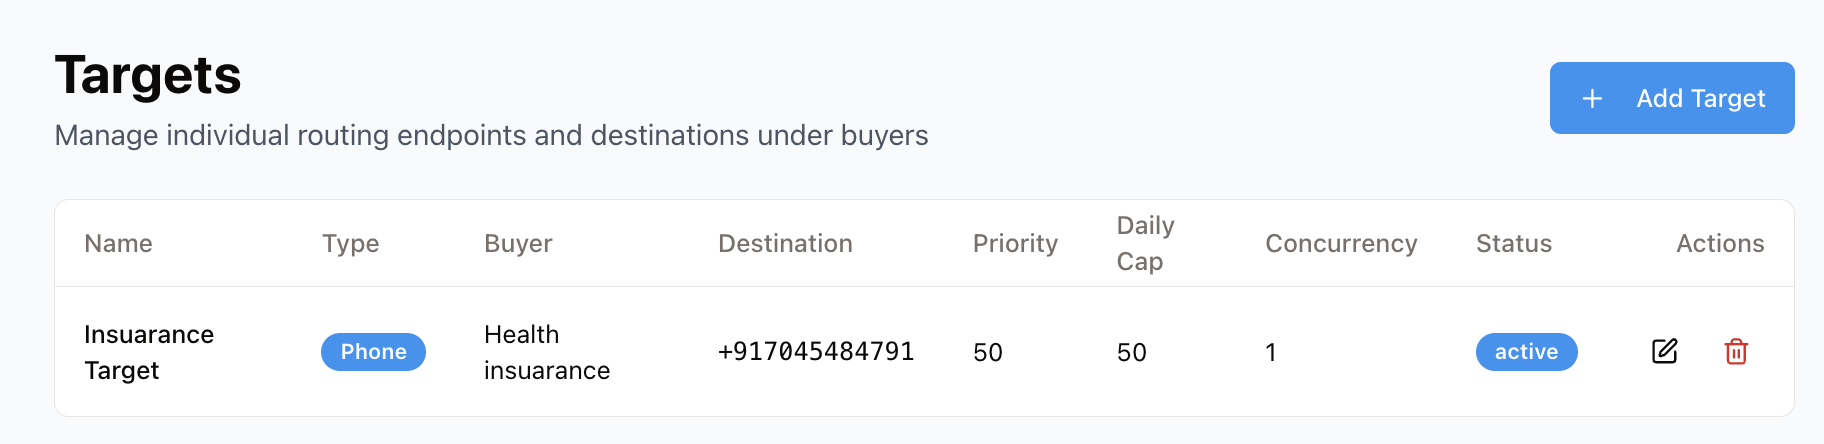 Targets
Manage individual routing endpoints and destinations under buyers
+ Add Target
Name Type Buyer Destination Priority Daily Cap Concurrency Status Actions
Insuarance Target Phone Health insuarance +917045484791 50 50 1 active